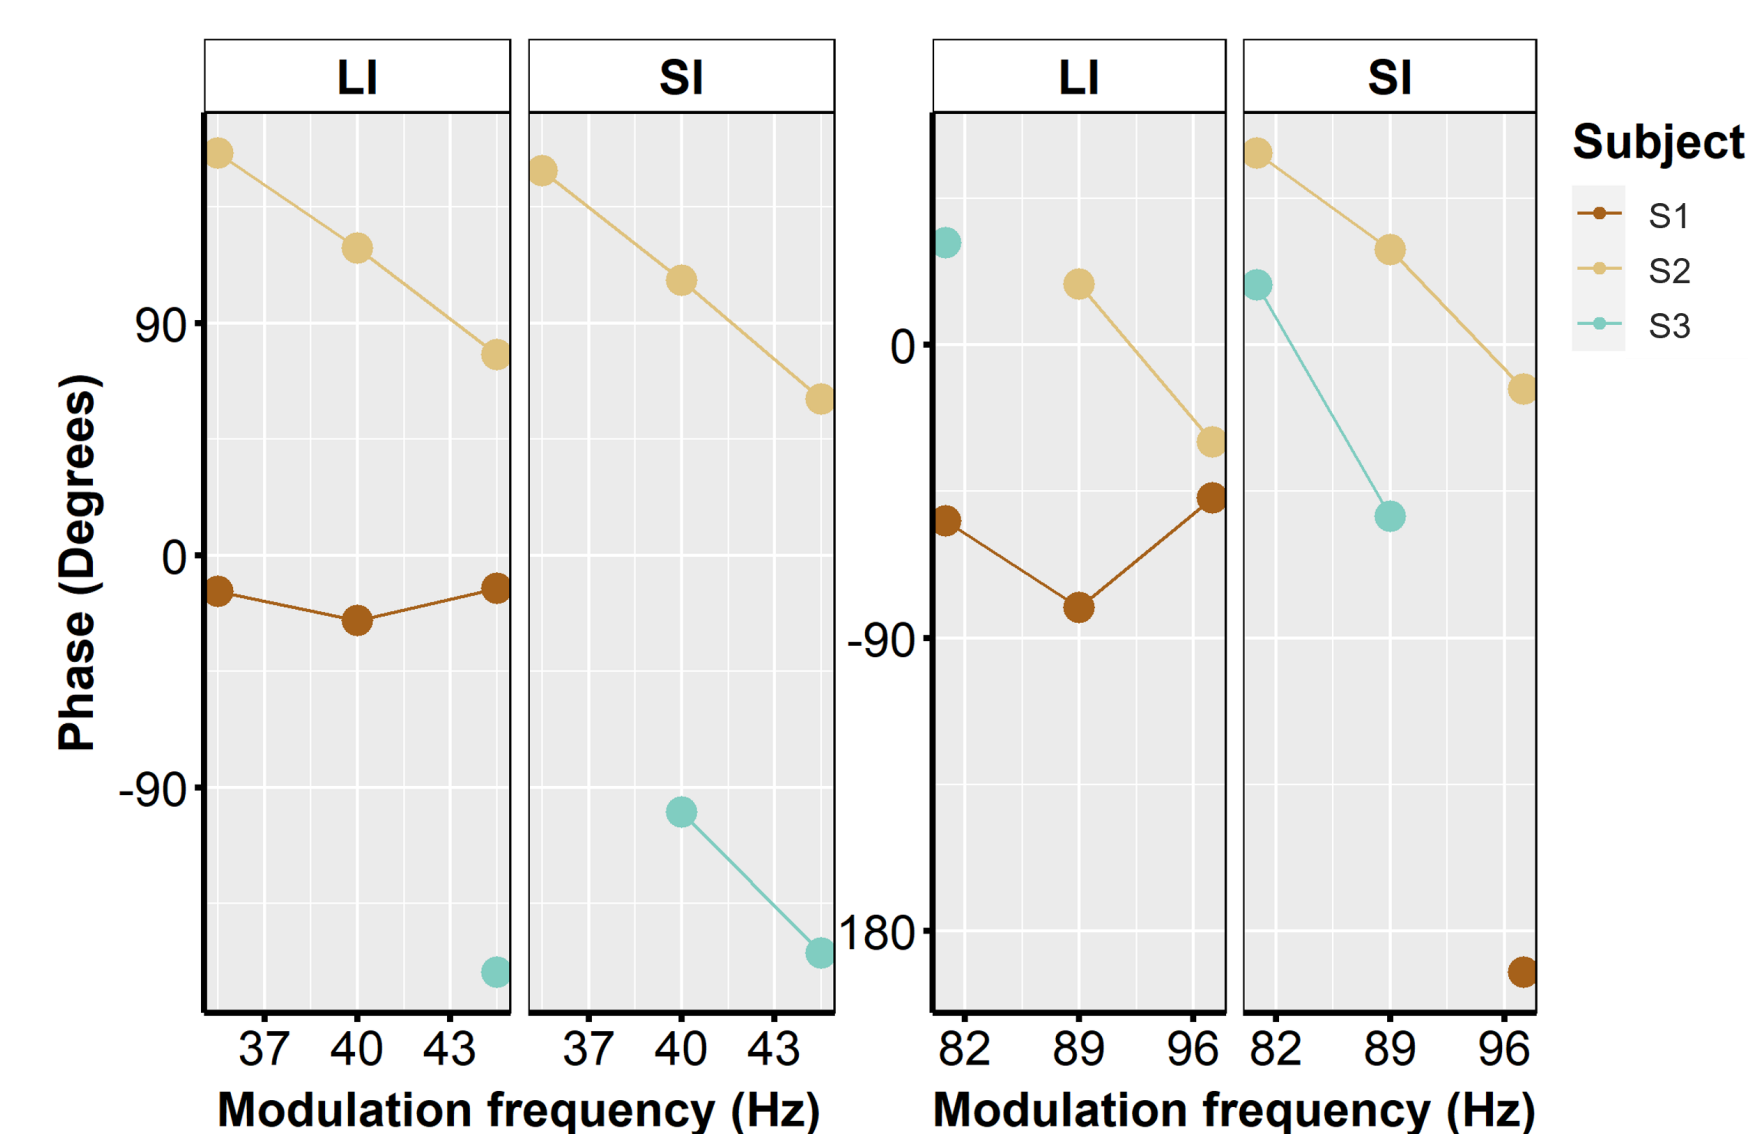 LI SI LI SI
Subject
S1
S2
S3
Phase (Degrees)
90
0
-90
0
-90
180
37 40 43 37 40 43 82 89 96 82 89 96
Modulation frequency (Hz) Modulation frequency (Hz)